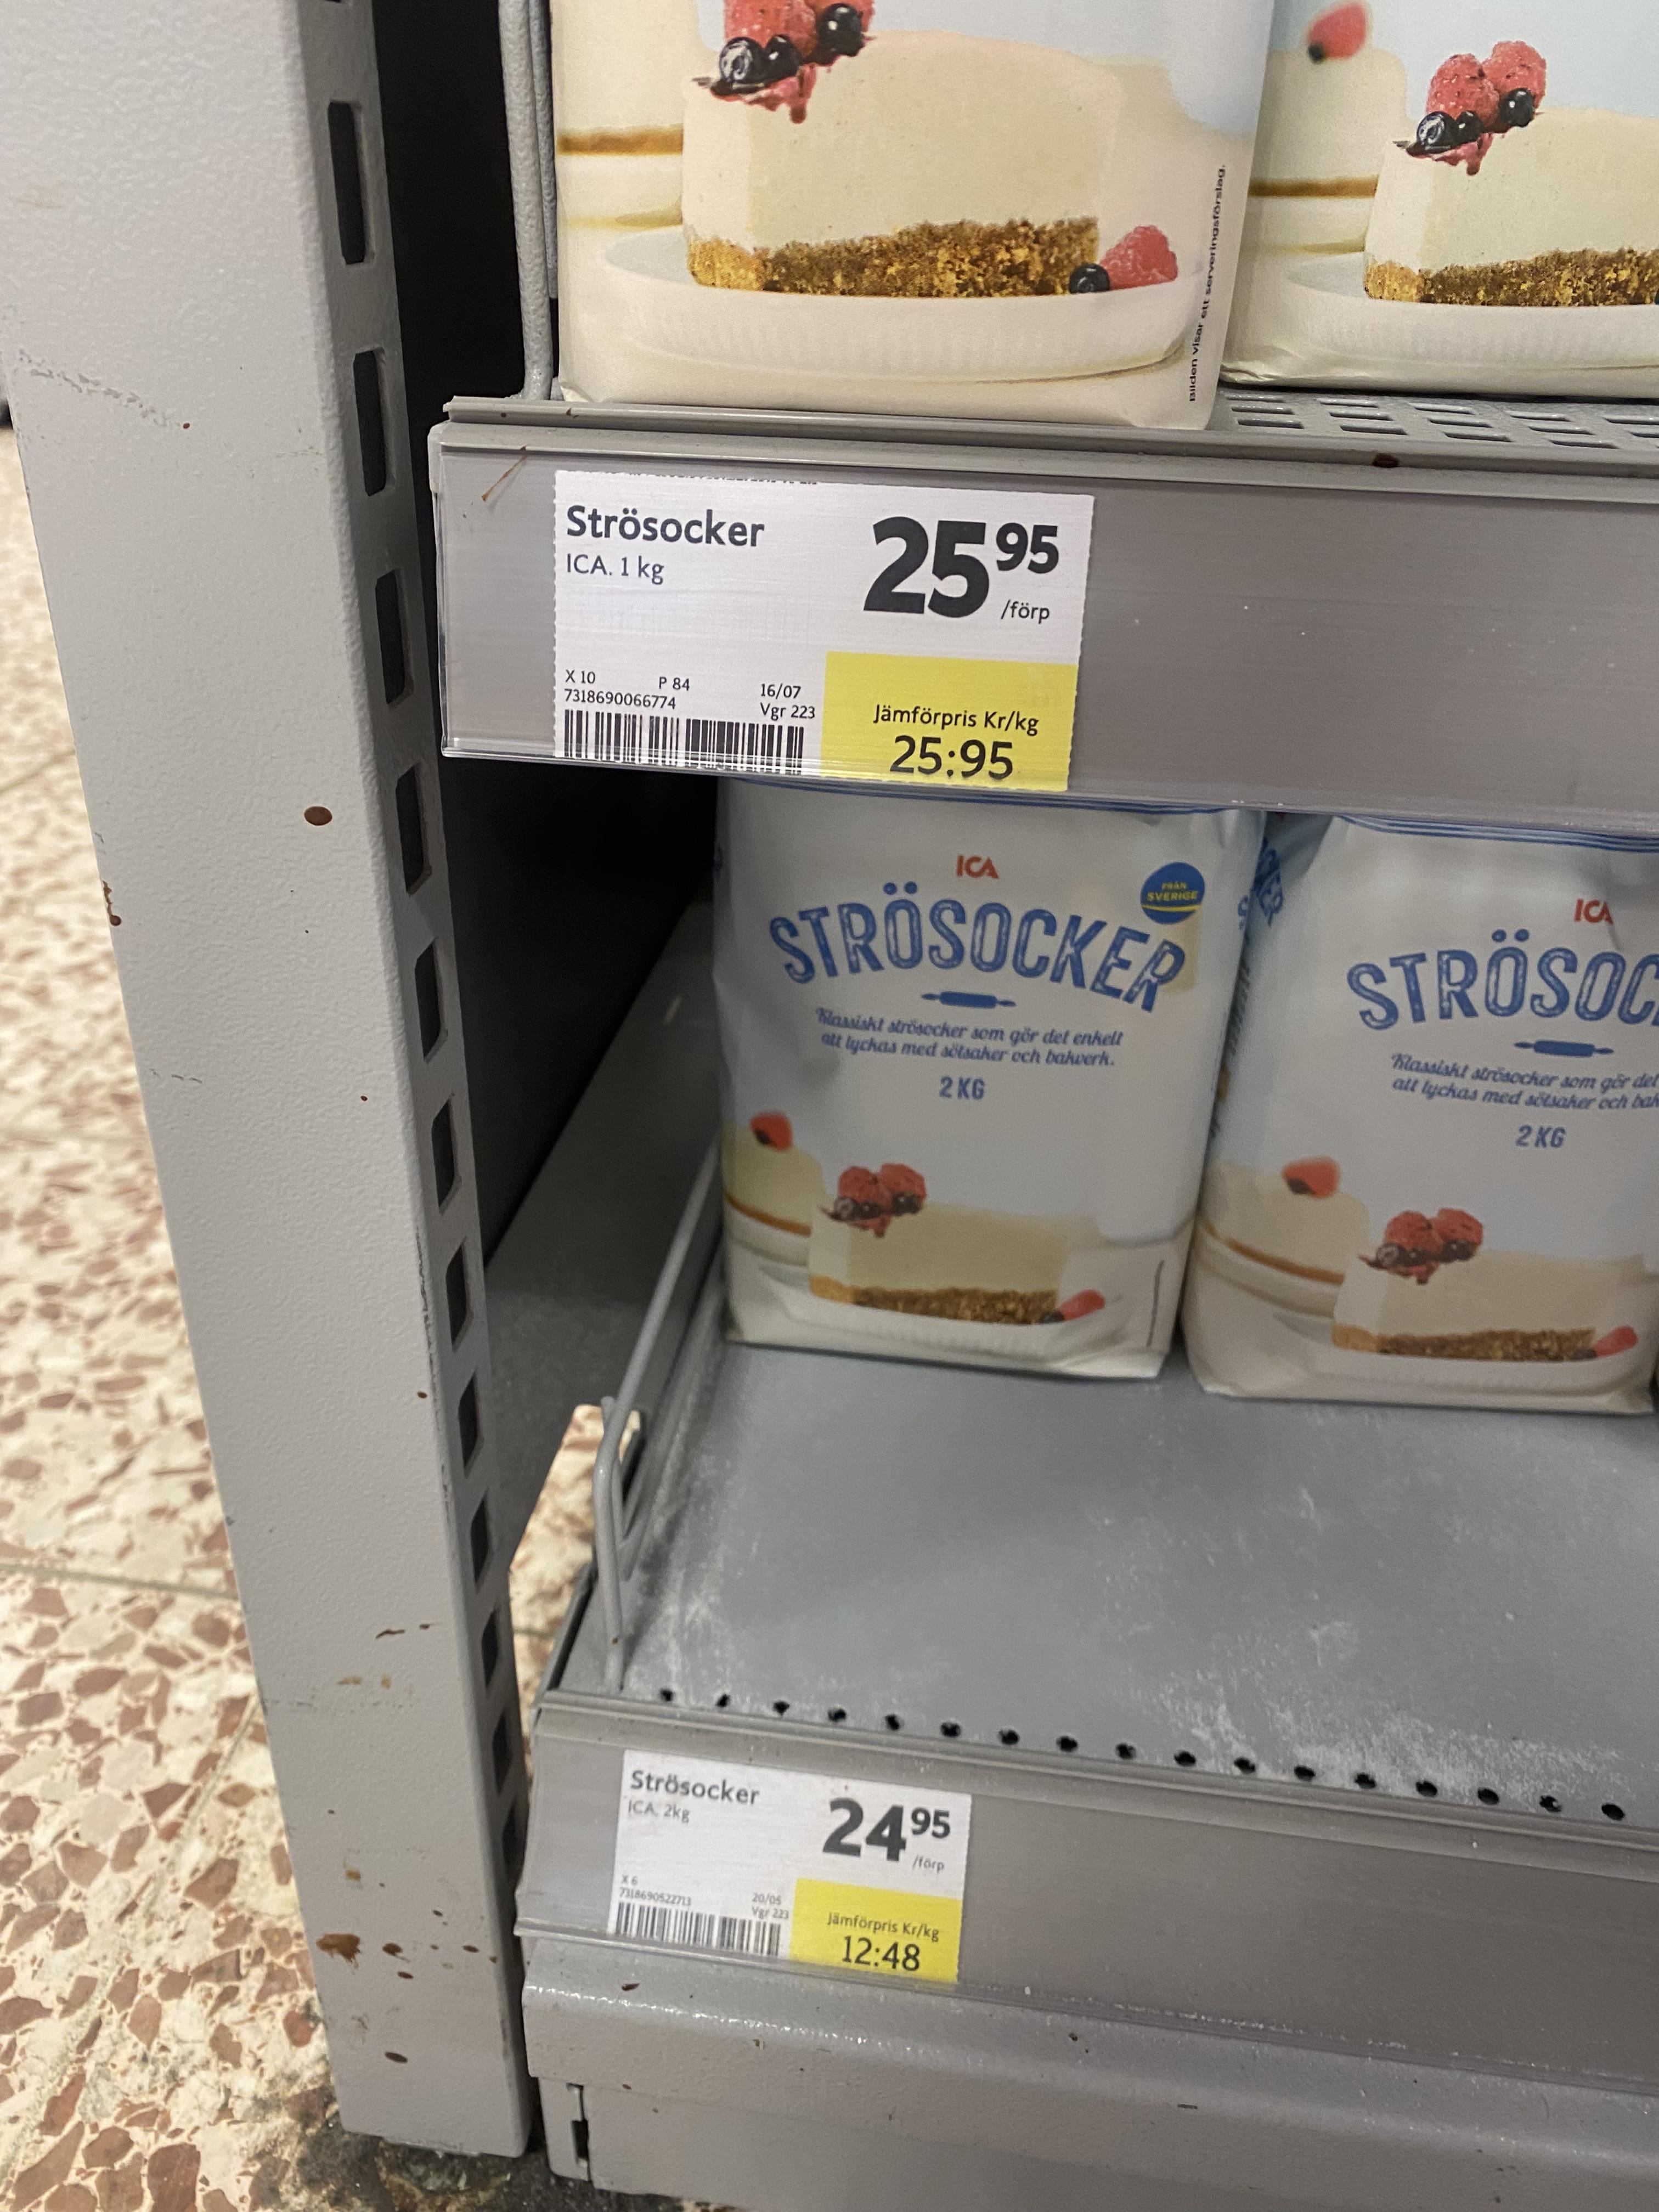 Bilden visar ett serveringsförslag.
Strösocker
ICA. 1 kg
25 95
/förp
X 10 P 84 16/07
7318690066774 Vgr 223
Jämförpris Kr/kg
25:95
ICA
FRÅN
SVERIGE
STRÖSOCKER
Klassiskt strösocker som gör det enkelt
att lyckas med sötsaker och bakverk.
2 KG
ICA
STRÖSOC
Klassiskt strösocker som gör det
att lyckas med sötsaker och bak
2 KG
Strösocker
ICA. 2kg
24 95
/förp
X 6 20/05
7318690522713 Vgr 223
Jämförpris Kr/kg
12:48